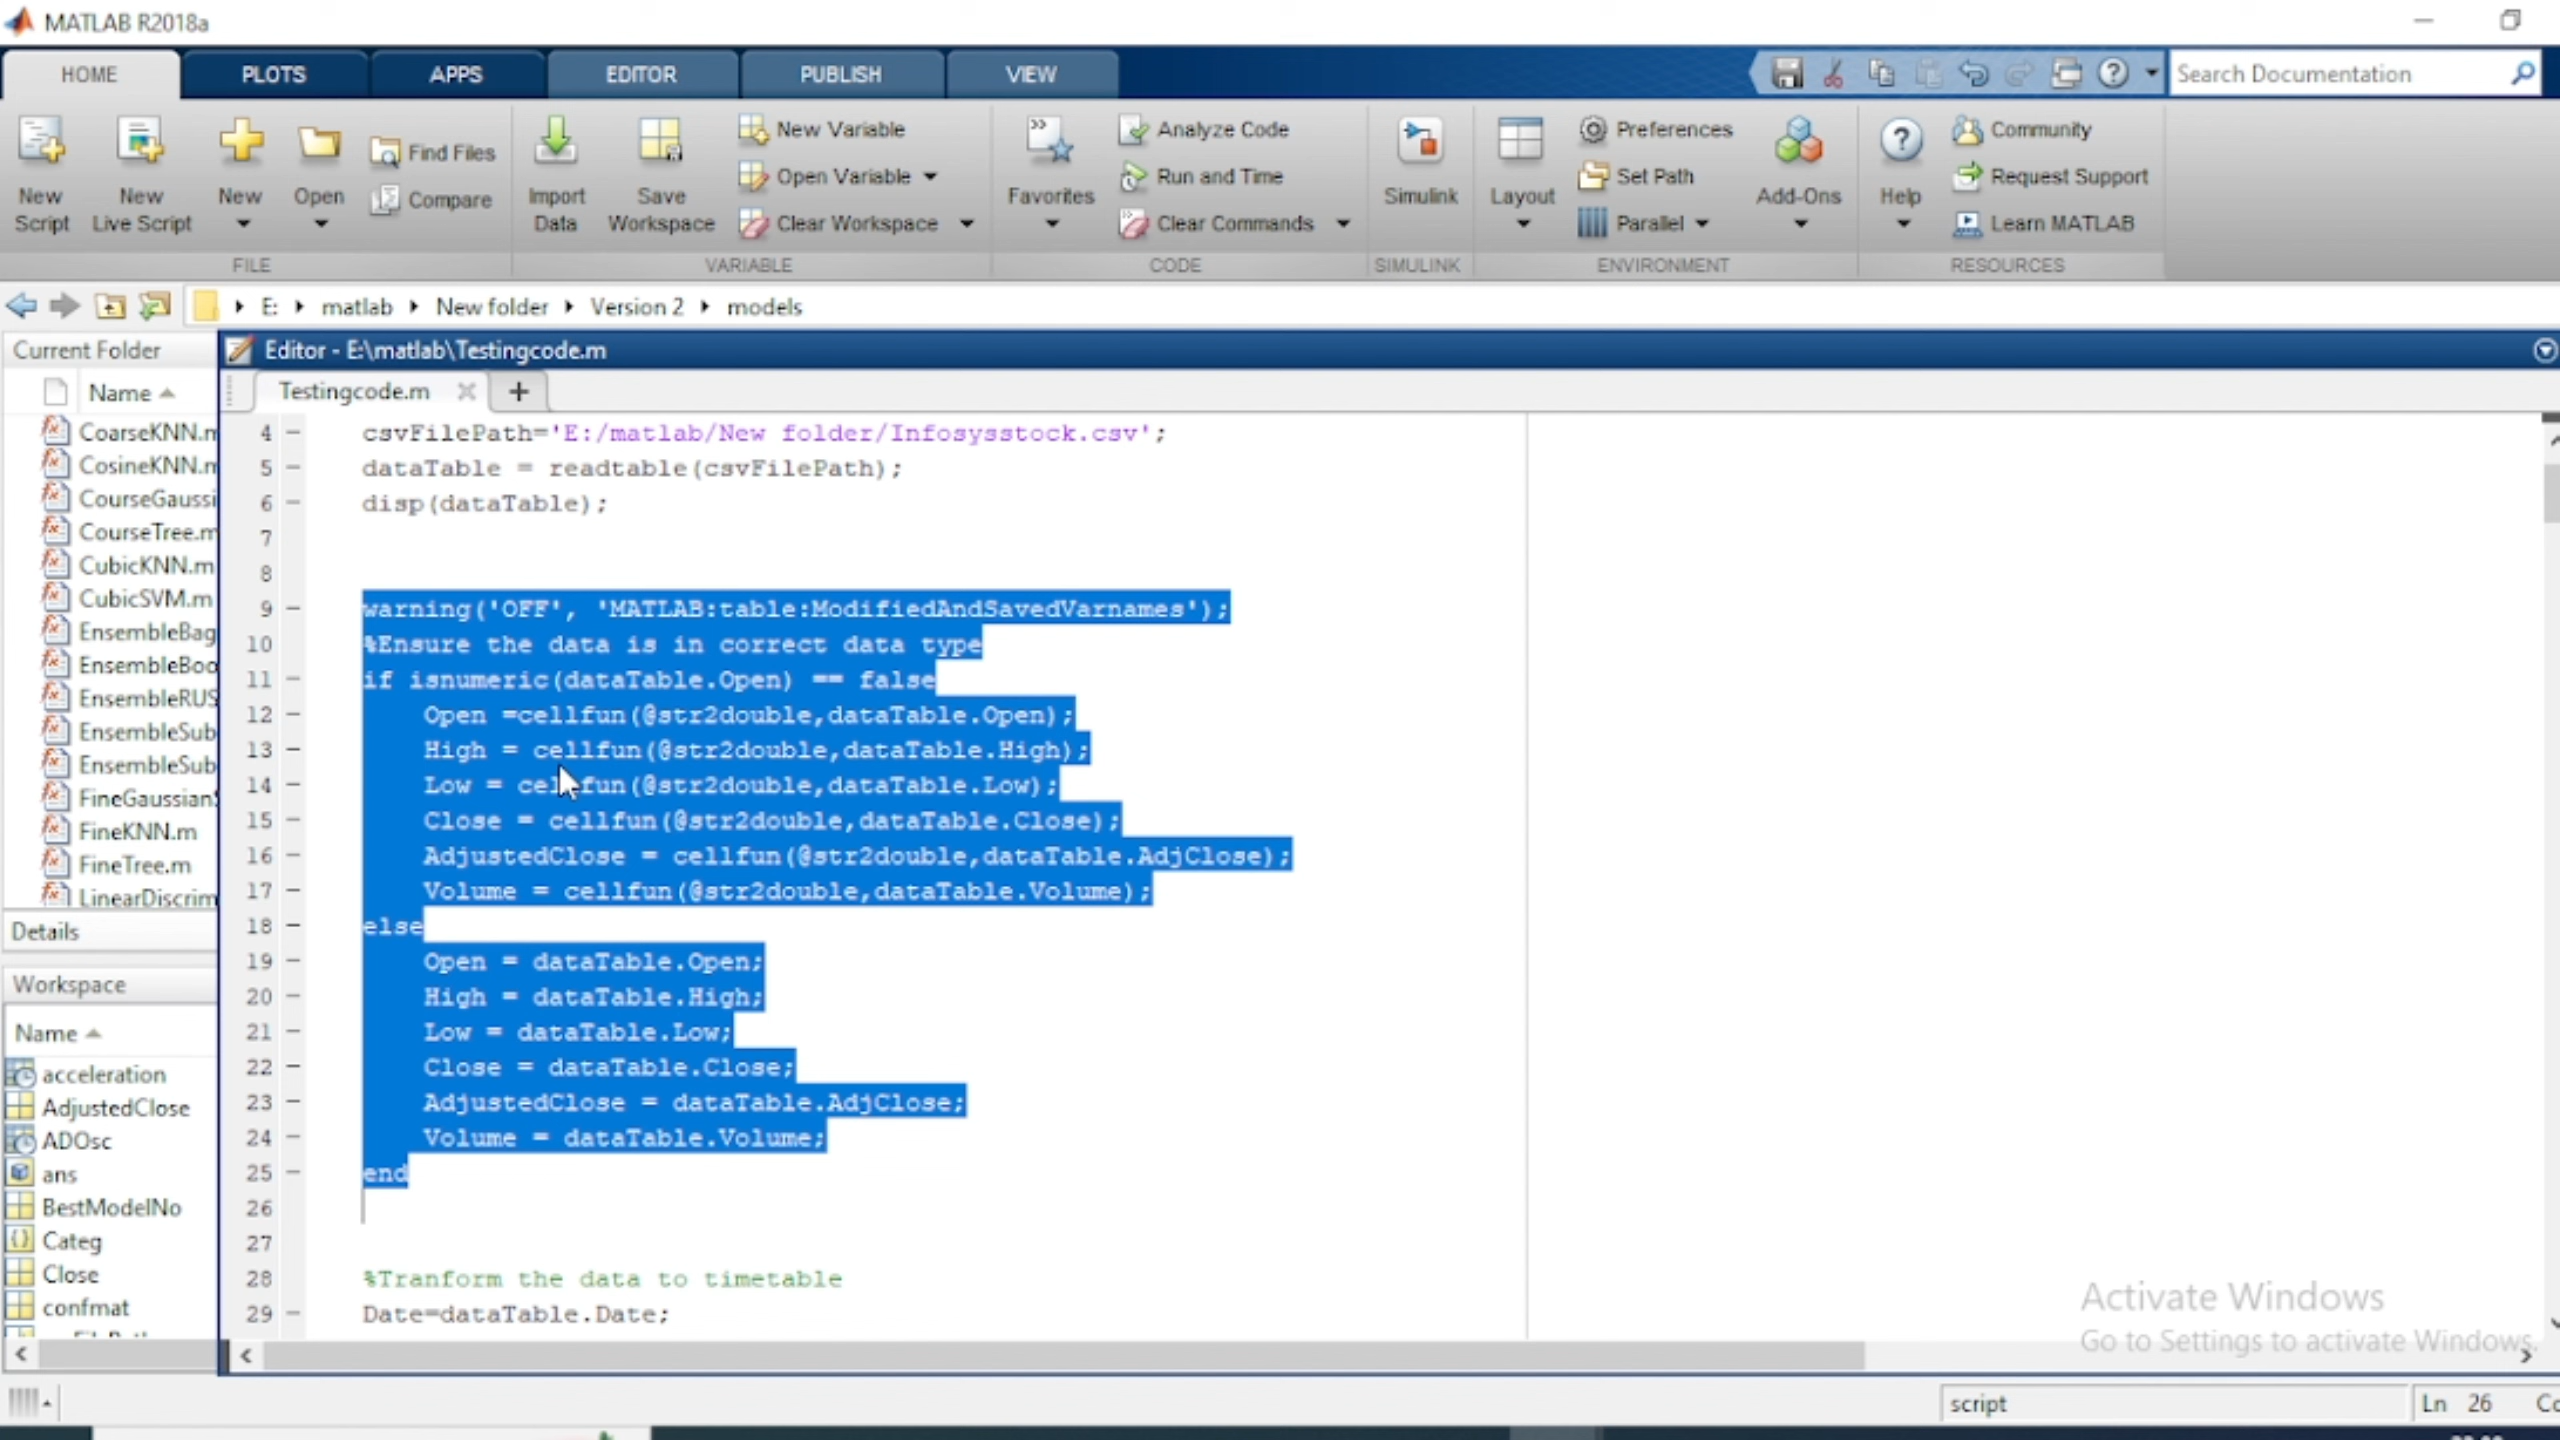 MATLAB R2018a
HOME PLOTS APPS EDITOR PUBLISH VIEW
Search Documentation
New Script
New Live Script
New
Open
Find Files
Compare
Import Data
Save Workspace
New Variable
Open Variable
Clear Workspace
Favorites
Analyze Code
Run and Time
Clear Commands
Simulink
Layout
Preferences
Set Path
Parallel
Add-Ons
Help
Community
Request Support
Learn MATLAB
FILE VARIABLE CODE SIMULINK ENVIRONMENT RESOURCES
E: matlab New folder Version 2 models
Current Folder
Name
CoarseKNN.m
CosineKNN.m
CourseGaussi
CourseTree.m
CubicKNN.m
CubicSVM.m
EnsembleBag
EnsembleBoo
EnsembleRUS
EnsembleSub
EnsembleSub
FineGaussian
FineKNN.m
FineTree.m
LinearDiscrim
Details
Workspace
Name
acceleration
AdjustedClose
ADOsc
ans
BestModelNo
Categ
Close
confmat
Editor - E:\matlab\Testingcode.m
Testingcode.m
4 csvFilePath='E:/matlab/New folder/Infosysstock.csv';
5 dataTable = readtable(csvFilePath);
6 disp(dataTable);
7
8
9 warning('OFF', 'MATLAB:table:ModifiedAndSavedVarnames');
10 %Ensure the data is in correct data type
11 if isnumeric(dataTable.Open) == false
12 Open =cellfun(@str2double,dataTable.Open);
13 High = cellfun(@str2double,dataTable.High);
14 Low = cellfun(@str2double,dataTable.Low);
15 Close = cellfun(@str2double,dataTable.Close);
16 AdjustedClose = cellfun(@str2double,dataTable.AdjClose);
17 Volume = cellfun(@str2double,dataTable.Volume);
18 else
19 Open = dataTable.Open;
20 High = dataTable.High;
21 Low = dataTable.Low;
22 Close = dataTable.Close;
23 AdjustedClose = dataTable.AdjClose;
24 Volume = dataTable.Volume;
25 end
26
27
28 %Tranform the data to timetable
29 Date=dataTable.Date;
Activate Windows
Go to Settings to activate Windows.
script Ln 26